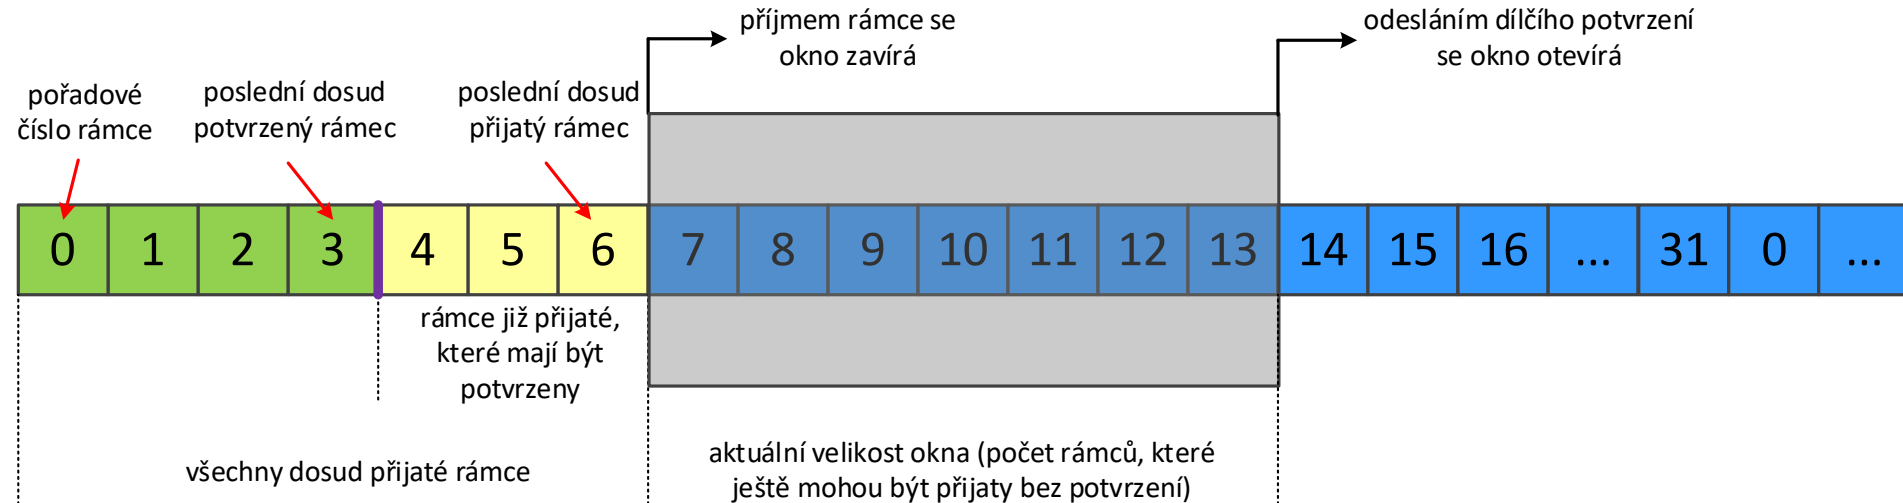 příjmem rámce se
okno zavírá
odesláním dílčího potvrzení
se okno otevírá
pořadové
číslo rámce
poslední dosud
potvrzený rámec
poslední dosud
přijatý rámec
0 1 2 3 4 5 6 7 8 9 10 11 12 13 14 15 16 ... 31 0 ...
rámce již přijaté,
které mají být
potvrzeny
všechny dosud přijaté rámce
aktuální velikost okna (počet rámců, které
ještě mohou být přijaty bez potvrzení)